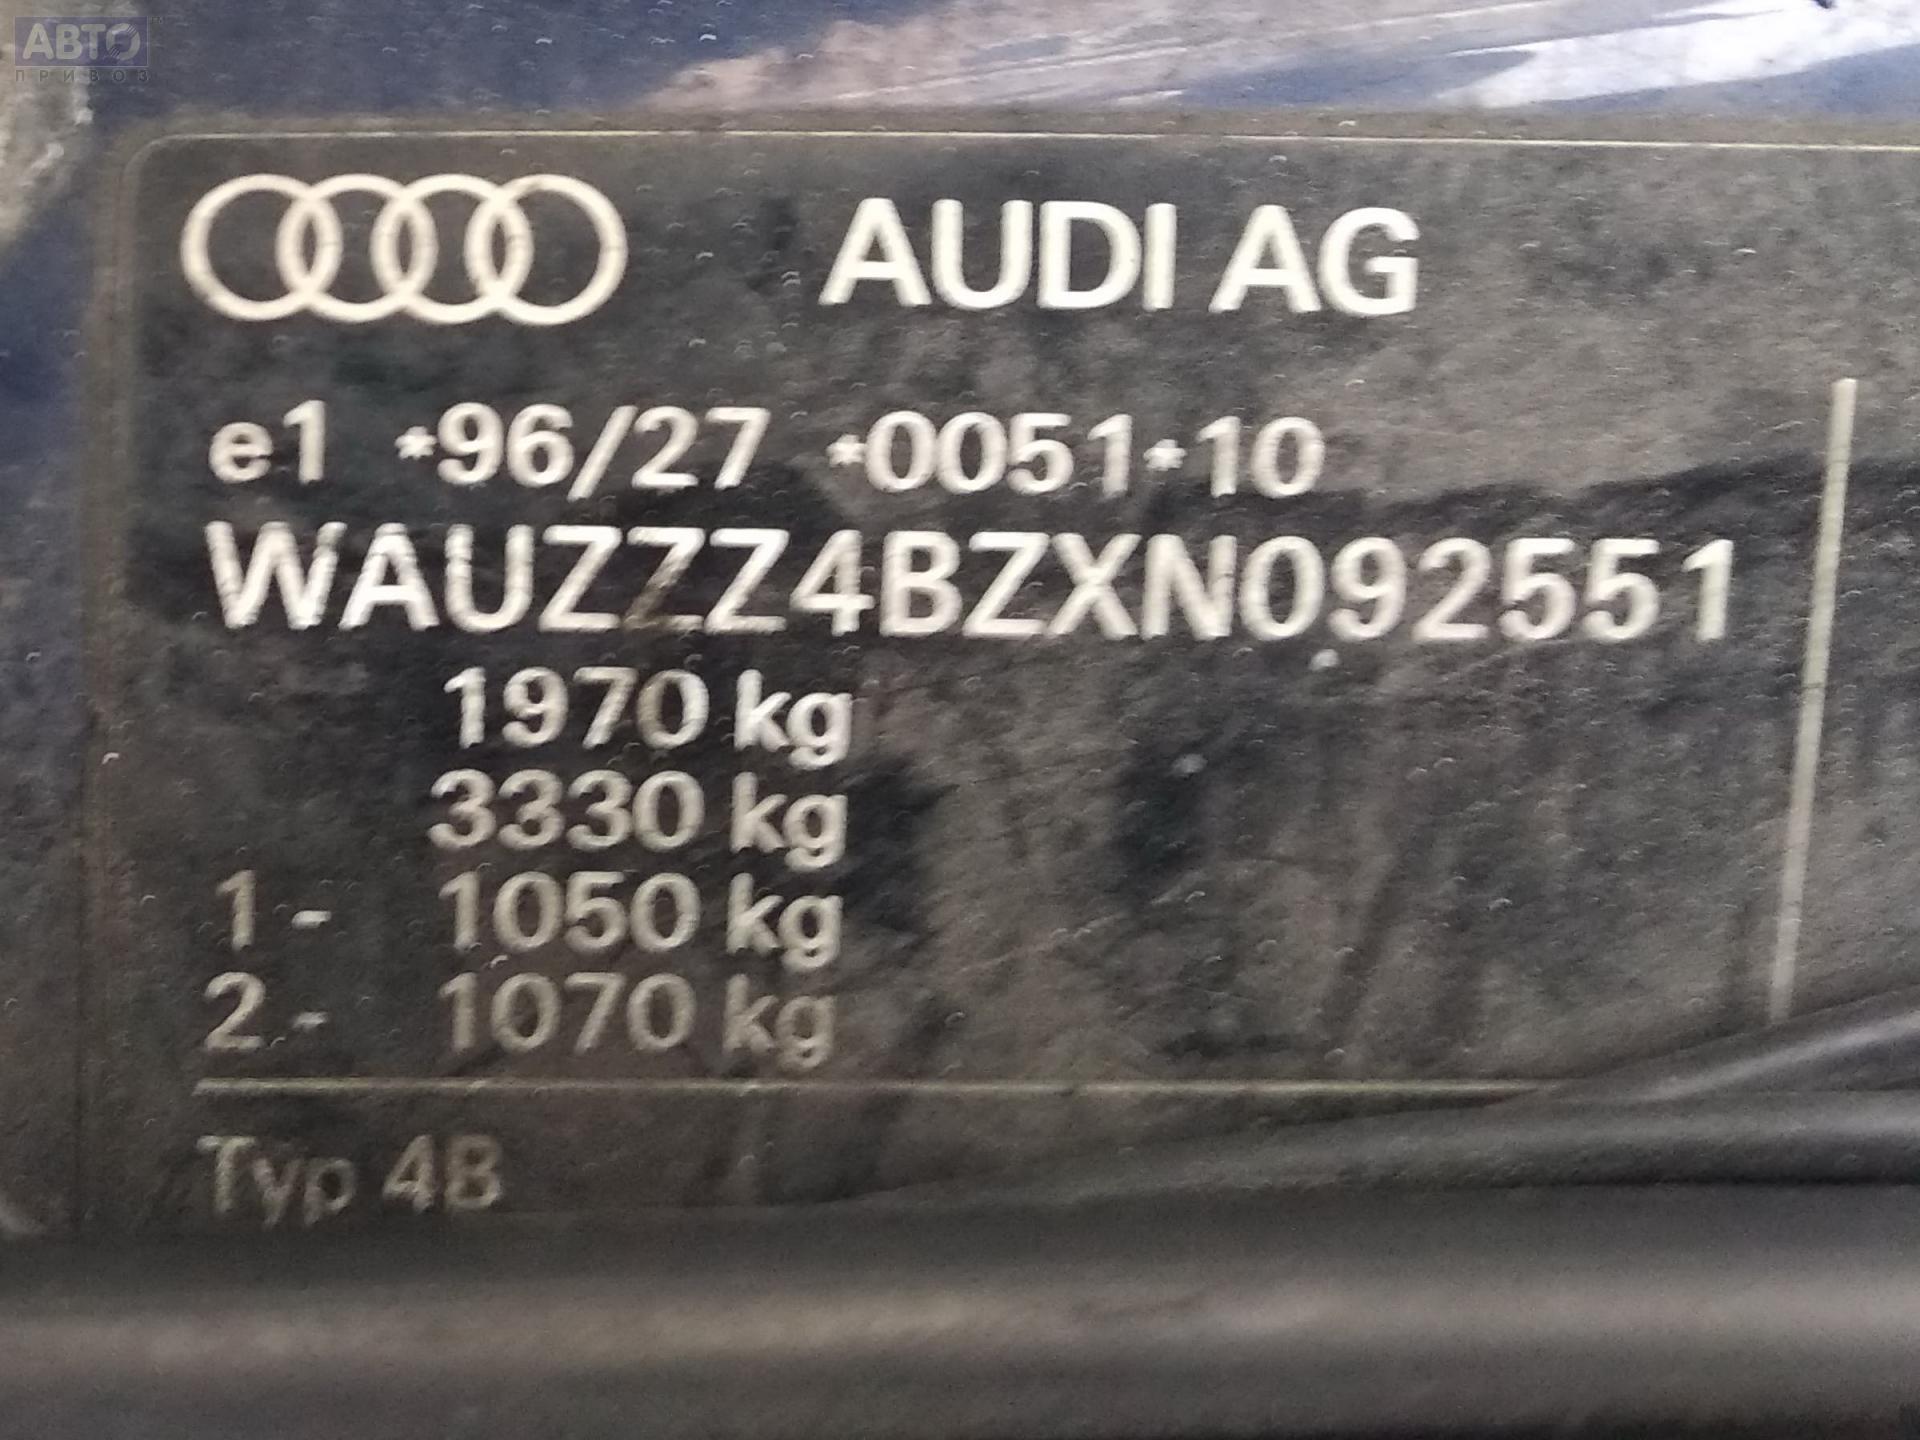 АВТО
ПРИВОЗ
AUDI AG
e1 *96/27 *0051*10
WAUZZZ4BZXN092551
1970 kg
3330 kg
1 - 1050 kg
2 - 1070 kg
Typ 4B